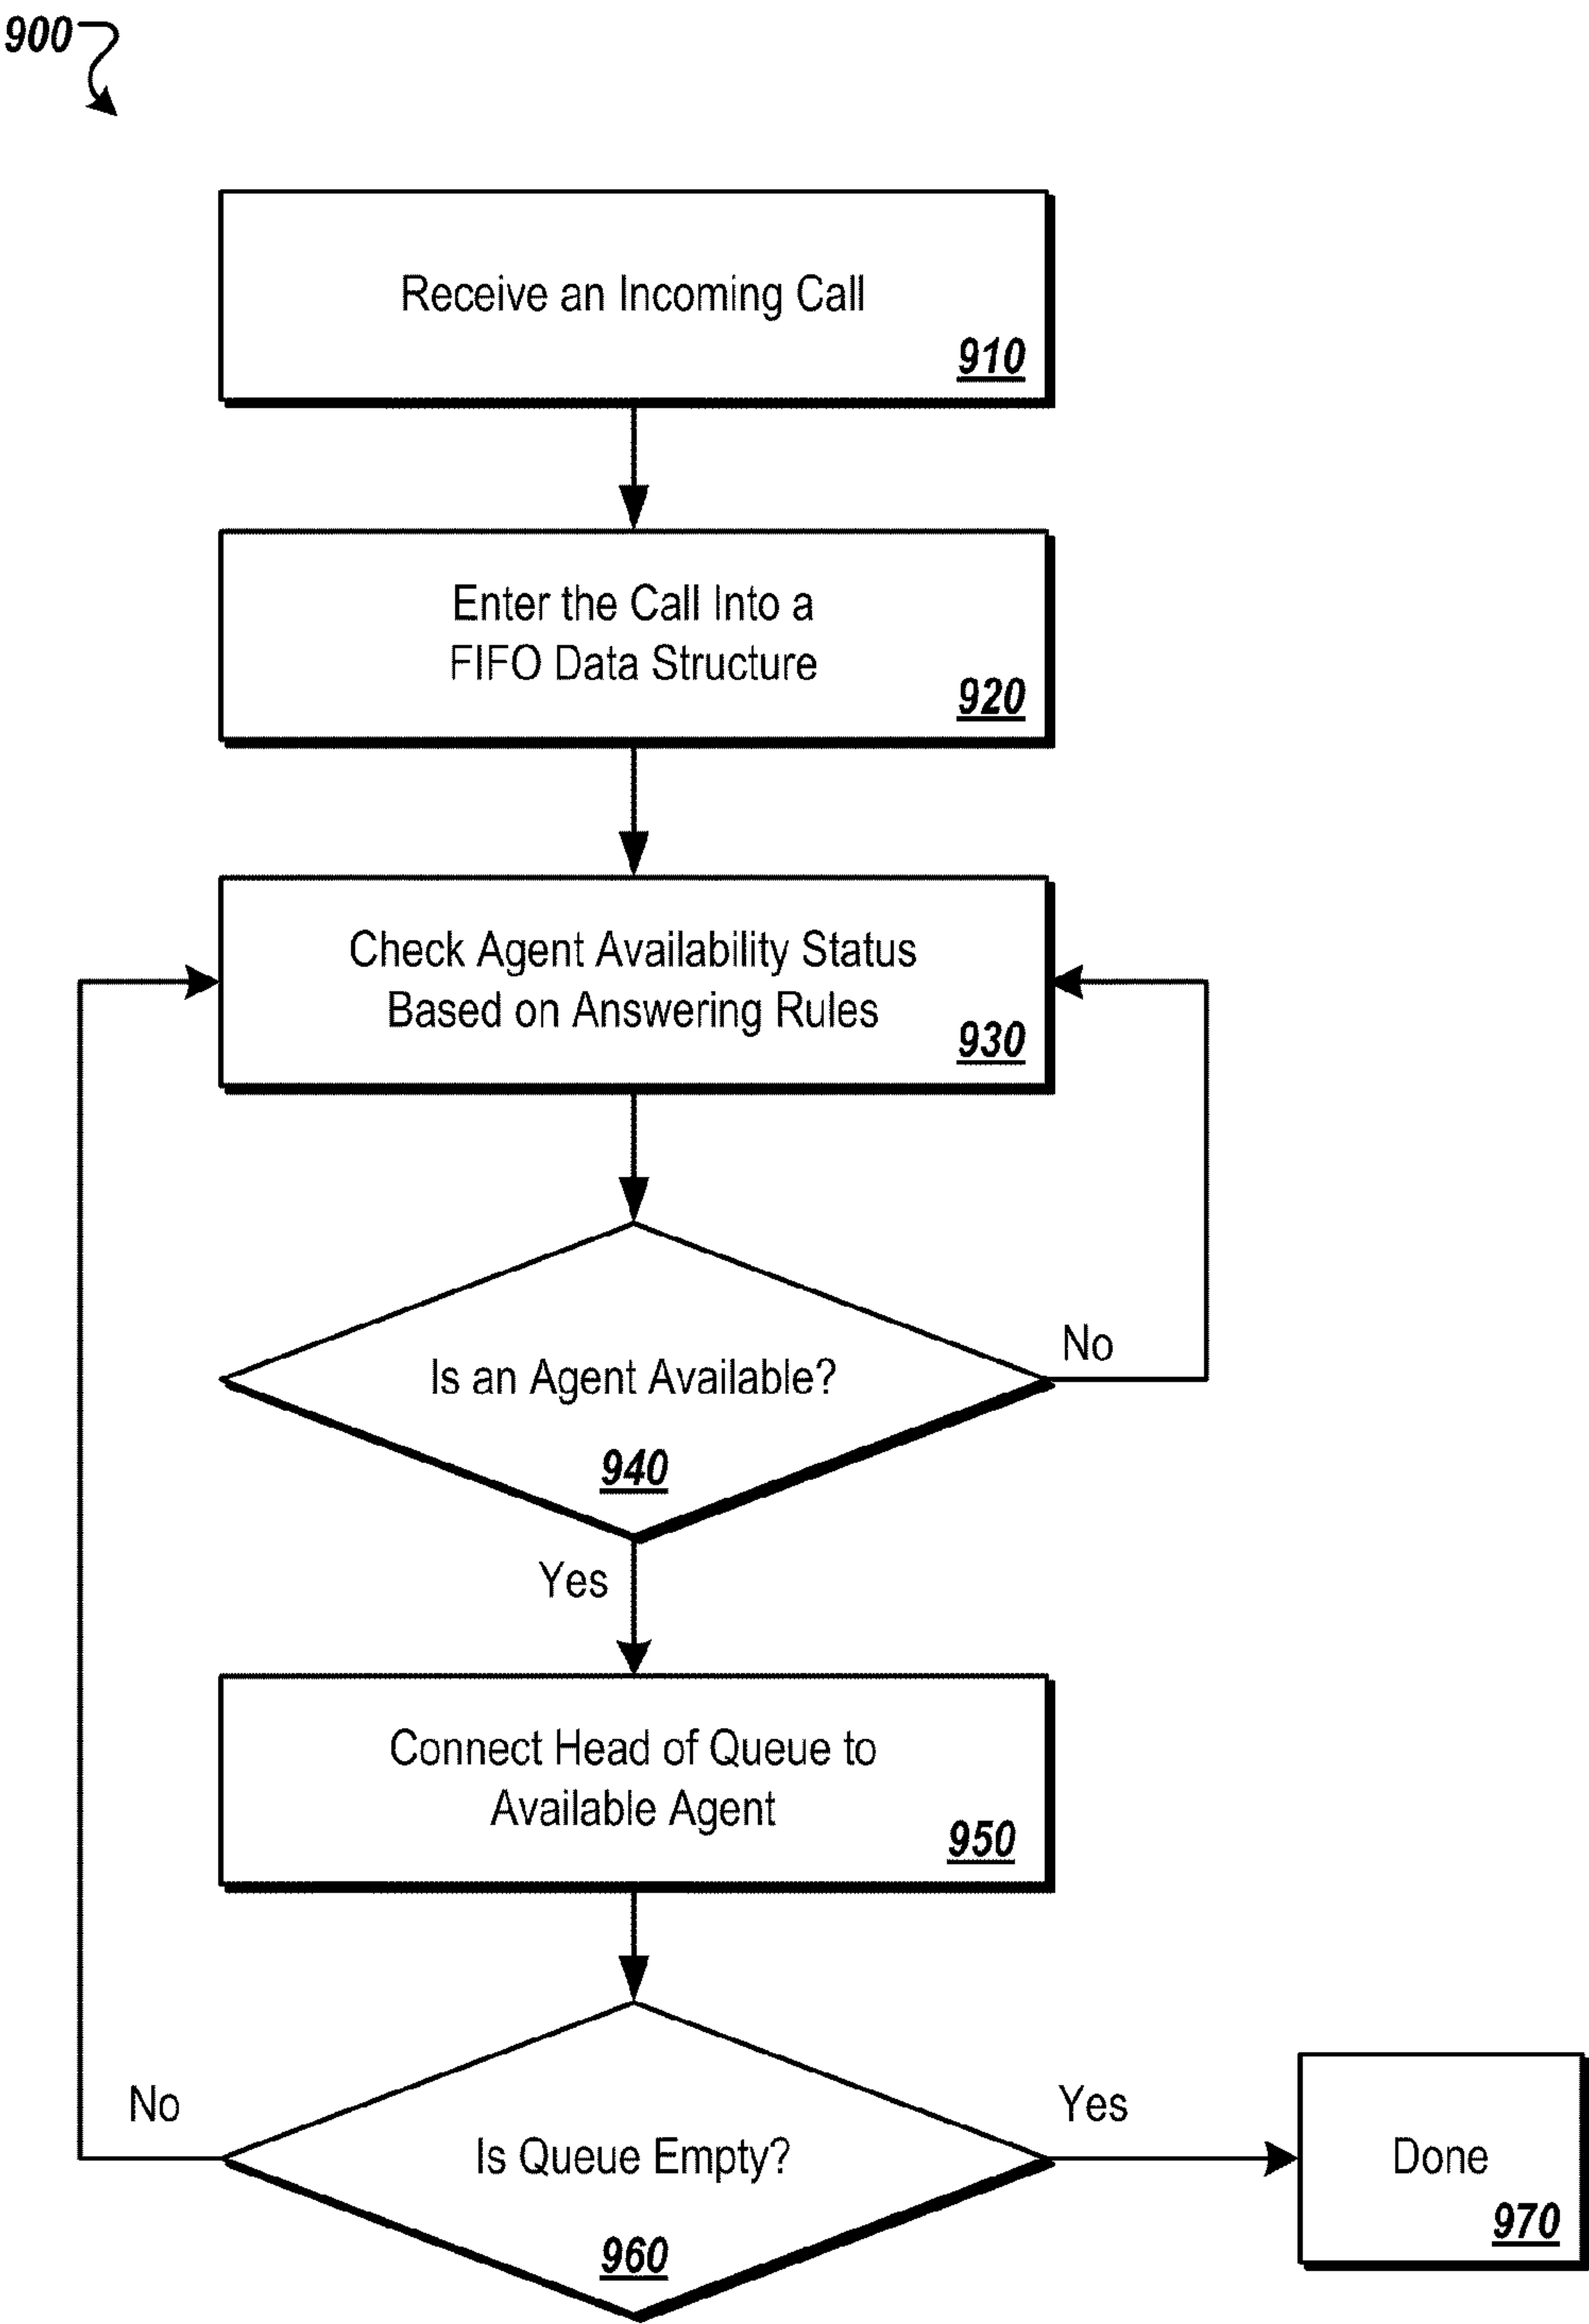 900
Receive an Incoming Call
910
Enter the Call Into a
FIFO Data Structure
920
Check Agent Availability Status
Based on Answering Rules
930
No
Is an Agent Available?
940
Yes
Connect Head of Queue to
Available Agent
950
No
Yes
Is Queue Empty?
Done
960
970